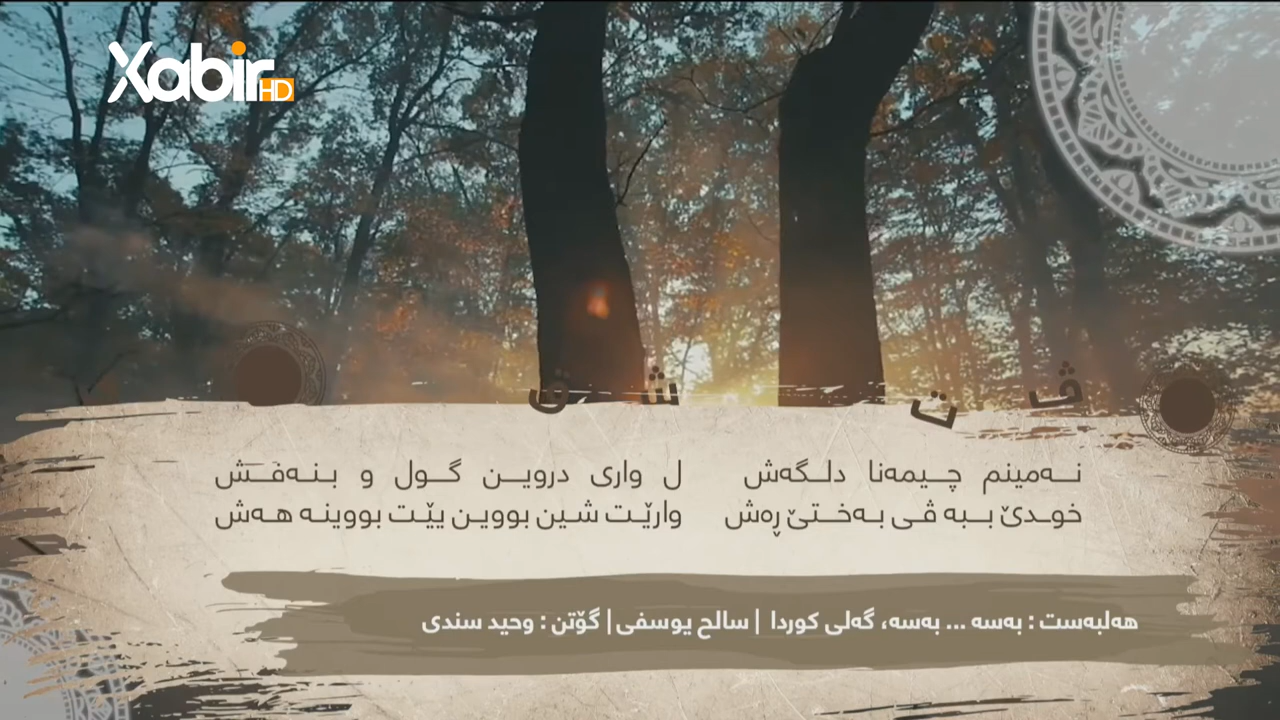 Xabir HD
ق ش ت ڤ
نەمینم چیمەنا دلگەش ل واری دروین گول و بنەفش
خودێ ببە ڤی بەختێ ڕەش وارێت شین بووین یێت بووینە هەش
هەلبەست : بەسە ... بەسە، گەلی کوردا | سالح یوسفی | گۆتن : وحید سندی